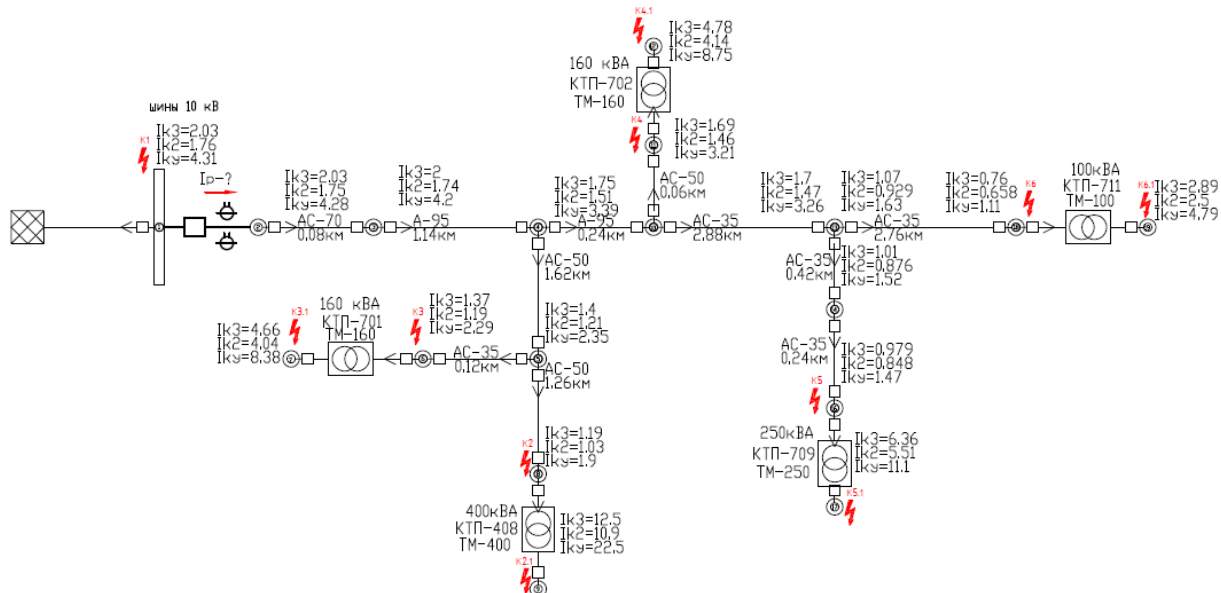 шины 10 кВ
К1
Iк3=2.03
Iк2=1.76
Iку=4.31
Iр-?
Iк3=2.03
Iк2=1.75
Iку=4.28
АС-70
0.08км
Iк3=2
Iк2=1.74
Iку=4.2
А-95
1.14км
Iк3=1.75
Iк2=1.51
Iку=3.39
А-95
0.24км
К4.1
Iк3=4.78
Iк2=4.14
Iку=8.75
160 кВА
КТП-702
ТМ-160
К4
Iк3=1.69
Iк2=1.46
Iку=3.21
АС-50
0.06км
АС-35
2.88км
Iк3=1.7
Iк2=1.47
Iку=3.26
Iк3=1.07
Iк2=0.929
Iку=1.63
АС-35
2.76км
Iк3=0.76
Iк2=0.658
Iку=1.11
К6
100кВА
КТП-711
ТМ-100
К6.1
Iк3=2.89
Iк2=2.5
Iку=4.79
АС-35
0.42км
Iк3=1.01
Iк2=0.876
Iку=1.52
АС-35
0.24км
Iк3=0.979
Iк2=0.848
Iку=1.47
К5
250кВА
КТП-709
ТМ-250
Iк3=6.36
Iк2=5.51
Iку=11.1
К5.1
АС-50
1.62км
Iк3=1.4
Iк2=1.21
Iку=2.35
К3.1
Iк3=4.66
Iк2=4.04
Iку=8.38
160 кВА
КТП-701
ТМ-160
К3
Iк3=1.37
Iк2=1.19
Iку=2.29
АС-35
0.12км
АС-50
1.26км
К2
Iк3=1.19
Iк2=1.03
Iку=1.9
400кВА
КТП-408
ТМ-400
Iк3=12.5
Iк2=10.9
Iку=22.5
К2.1